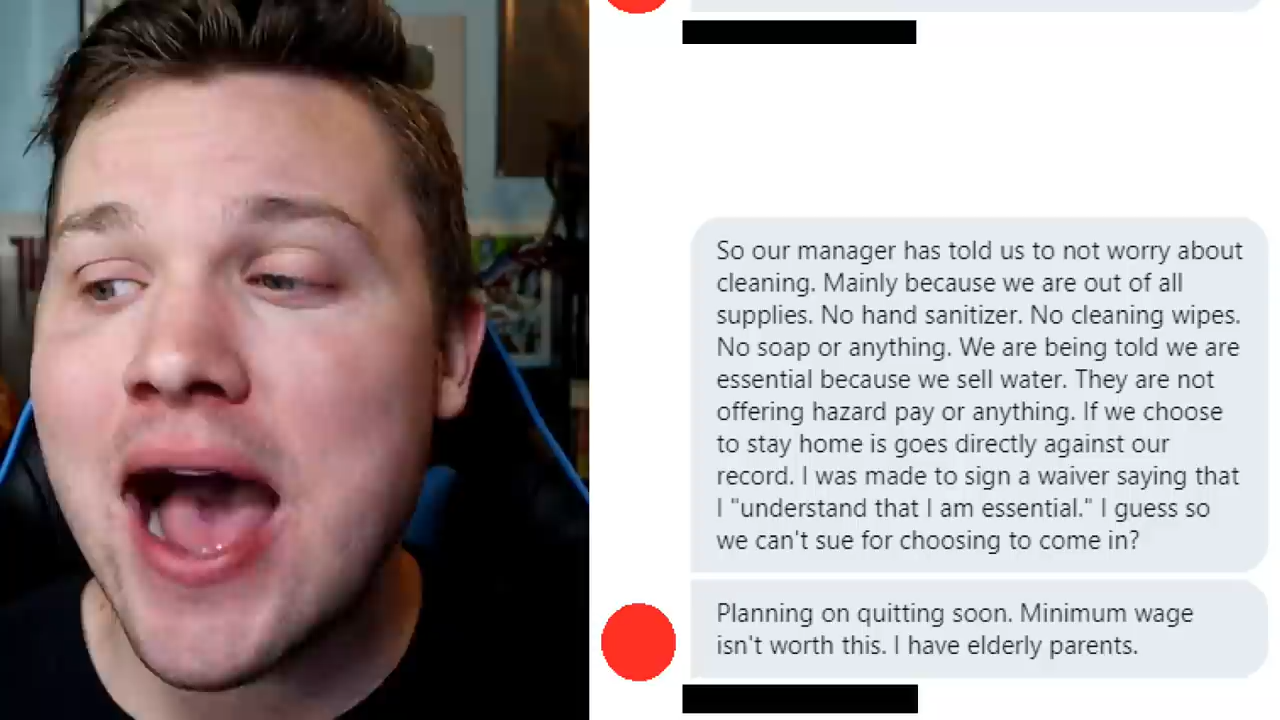 So our manager has told us to not worry about
cleaning. Mainly because we are out of all
supplies. No hand sanitizer. No cleaning wipes.
No soap or anything. We are being told we are
essential because we sell water. They are not
offering hazard pay or anything. If we choose
to stay home is goes directly against our
record. I was made to sign a waiver saying that
I "understand that I am essential." I guess so
we can't sue for choosing to come in?
Planning on quitting soon. Minimum wage
isn't worth this. I have elderly parents.